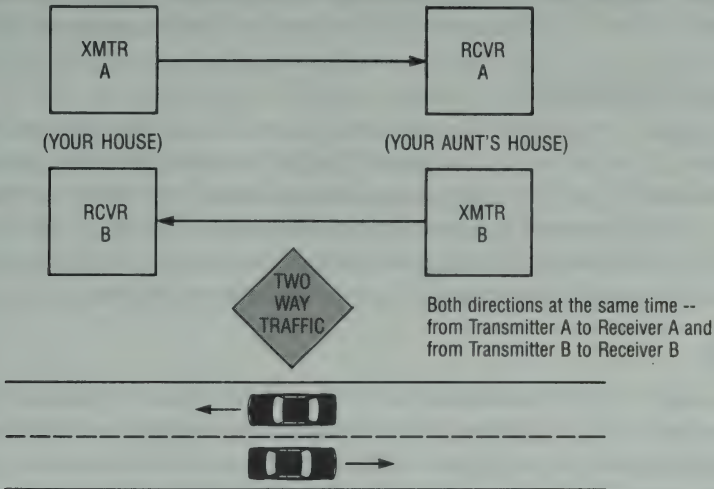 XMTR
A
RCVR
A
(YOUR HOUSE)
(YOUR AUNT'S HOUSE)
RCVR
B
XMTR
B
TWO
WAY
TRAFFIC
Both directions at the same time --
from Transmitter A to Receiver A and
from Transmitter B to Receiver B